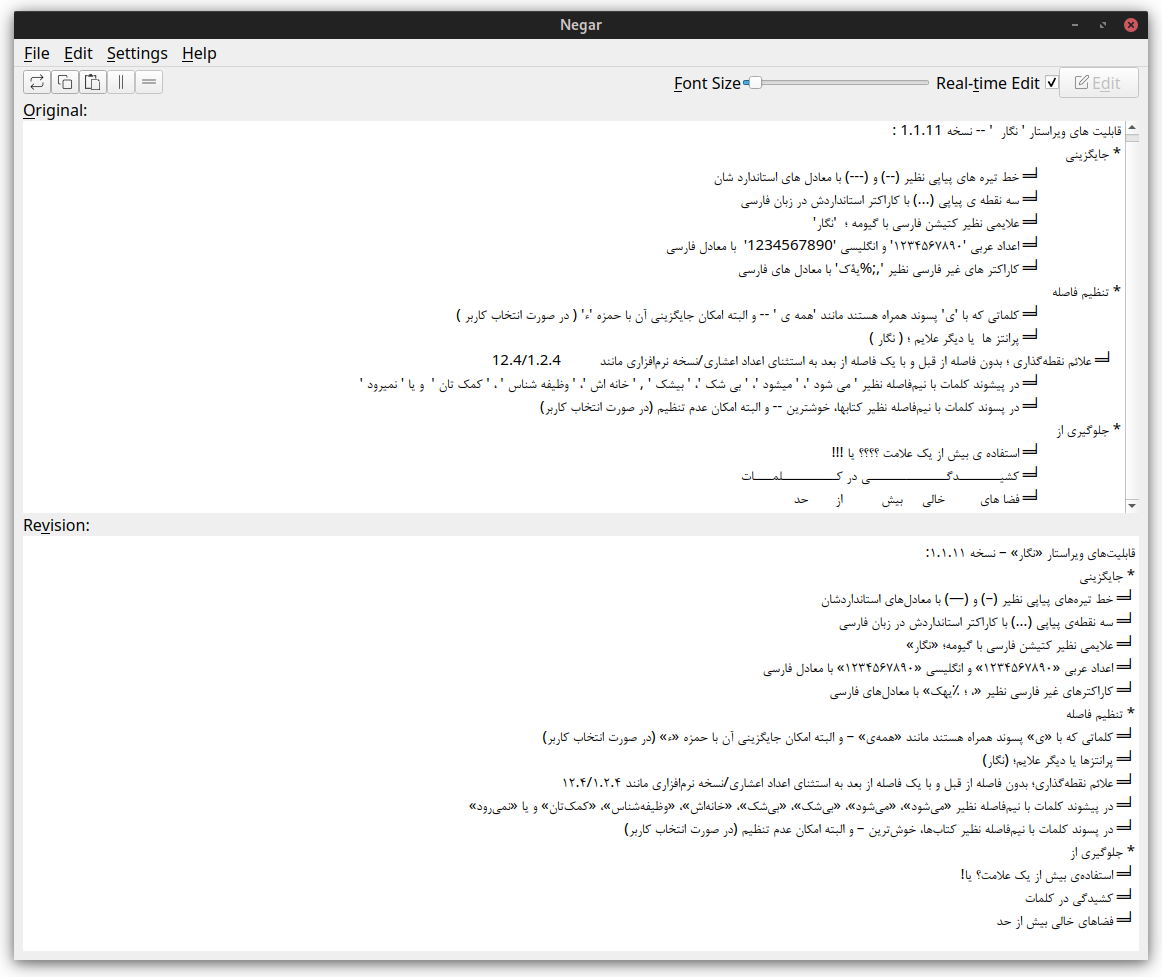 Negar
File Edit Settings Help
Font Size Real-time Edit Edit
Original:
قابلیت های ویراستار ' نگار ' -- نسخه 1.1.11 :
* جایگزینی
═ خط تیره های پیاپی نظیر (--) و (---) با معادل های استاندارد شان
═ سه نقطه ی پیاپی (...) با کاراکتر استانداردش در زبان فارسی
═ علایمی نظیر کتیشن فارسی با گیومه ؛ 'نگار'
═ اعداد عربی '١٢٣۴۵۶٧٨٩٠' و انگلیسی '1234567890' با معادل فارسی
═ کاراکتر های غیر فارسی نظیر ',;%یةک' با معادل های فارسی
* تنظیم فاصله
═ کلماتی که با 'ی' پسوند همراه هستند مانند 'همه ی ' -- و البته امکان جایگزینی آن با حمزه 'ء' ( در صورت انتخاب کاربر )
═ پرانتز ها یا دیگر علایم ؛ ( نگار )
═ علائم نقطه‌گذاری ؛ بدون فاصله از قبل و با یک فاصله از بعد به استثنای اعداد اعشاری/نسخه نرم‌افزاری مانند 12.4/1.2.4
═ در پیشوند کلمات با نیم‌فاصله نظیر ' می شود '، ' میشود '، ' بی شک '، ' بیشک ' , ' خانه اش '، ' وظیفه شناس ' ، ' کمک تان ' و یا ' نمیرود '
═ در پسوند کلمات با نیم‌فاصله نظیر کتابها، خوشترین -- و البته امکان عدم تنظیم (در صورت انتخاب کاربر)
* جلوگیری از
═ استفاده ی بیش از یک علامت ؟؟؟؟ یا !!!
═ کشیــــــــدگــــــــــــــی در کـــــــــــلمــــات
═ فضا های خالی بیش از حد
Revision:
قابلیت‌های ویراستار «نگار» – نسخه ۱.۱.۱۱:
* جایگزینی
═ خط تیره‌های پیاپی نظیر (–) و (—) با معادل‌های استانداردشان
═ سه نقطه‌ی پیاپی (…) با کاراکتر استانداردش در زبان فارسی
═ علایمی نظیر کتیشن فارسی با گیومه؛ «نگار»
═ اعداد عربی «۱۲۳۴۵۶۷۸۹۰» و انگلیسی «۱۲۳۴۵۶۷۸۹۰» با معادل فارسی
═ کاراکترهای غیر فارسی نظیر «، ؛ ٪یهک» با معادل‌های فارسی
* تنظیم فاصله
═ کلماتی که با «ی» پسوند همراه هستند مانند «همه‌ی» – و البته امکان جایگزینی آن با حمزه «ء» (در صورت انتخاب کاربر)
═ پرانتزها یا دیگر علایم؛ (نگار)
═ علائم نقطه‌گذاری؛ بدون فاصله از قبل و با یک فاصله از بعد به استثنای اعداد اعشاری/نسخه نرم‌افزاری مانند ۱۲.۴/۱.۲.۴
═ در پیشوند کلمات با نیم‌فاصله نظیر «می‌شود»، «می‌شود»، «بی‌شک»، «بی‌شک»، «خانه‌اش»، «وظیفه‌شناس»، «کمک‌تان» و یا «نمی‌رود»
═ در پسوند کلمات با نیم‌فاصله نظیر کتاب‌ها، خوش‌ترین – و البته امکان عدم تنظیم (در صورت انتخاب کاربر)
* جلوگیری از
═ استفاده‌ی بیش از یک علامت؟ یا!
═ کشیدگی در کلمات
═ فضاهای خالی بیش از حد